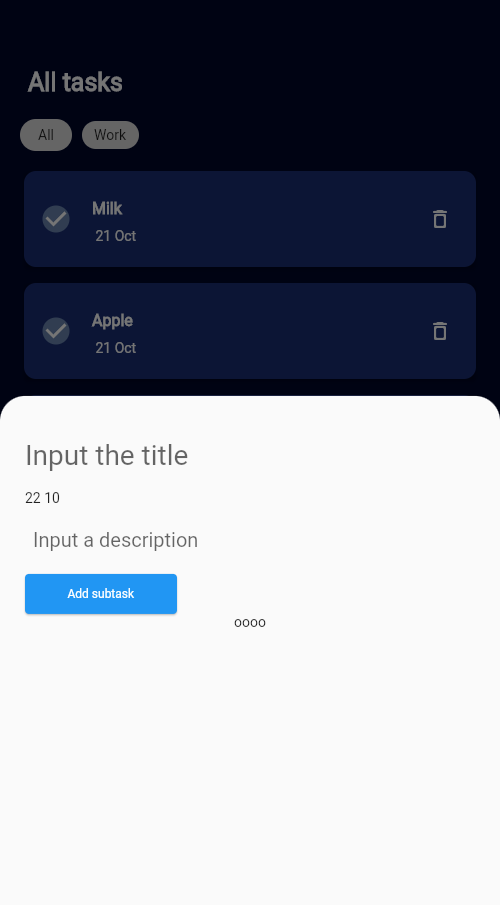 All tasks
All Work
Milk
21 Oct
Apple
21 Oct
Input the title
22 10
Input a description
Add subtask
oooo